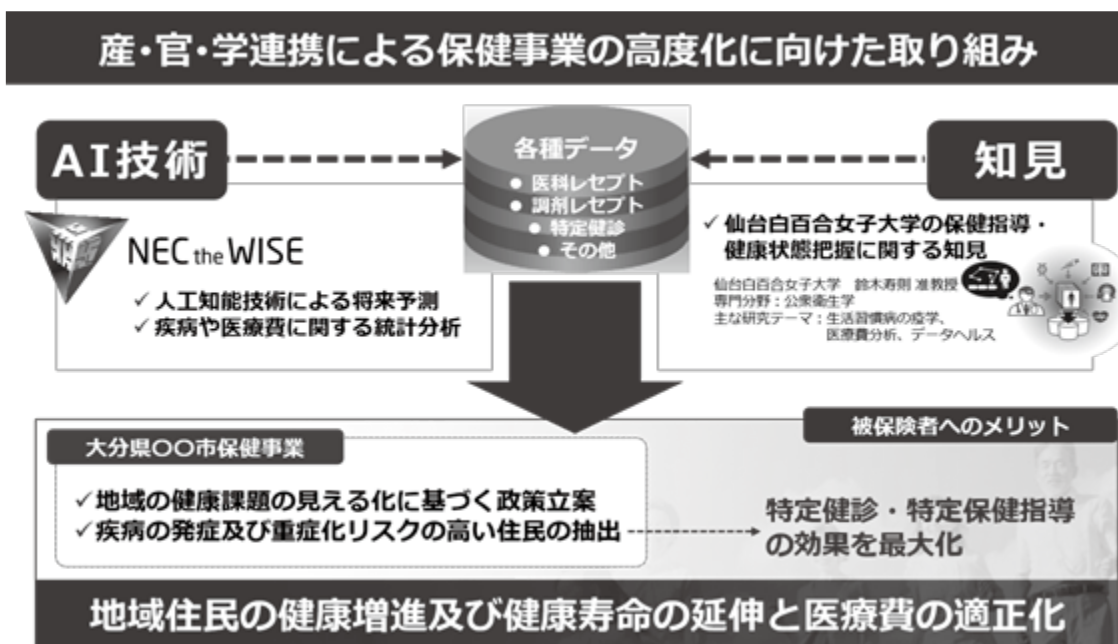 産・官・学連携による保健事業の高度化に向けた取り組み
AI技術
各種データ
● 医科レセプト
● 調剤レセプト
● 特定健診
● その他
知見
NEC the WISE
✓ 人工知能技術による将来予測
✓ 疾病や医療費に関する統計分析
✓ 仙台白百合女子大学の保健指導・
健康状態把握に関する知見
仙台白百合女子大学 鈴木寿則 准教授
専門分野:公衆衛生学
主な研究テーマ:生活習慣病の疫学、
医療費分析、データヘルス
大分県〇〇市保健事業
✓地域の健康課題の見える化に基づく政策立案
✓疾病の発症及び重症化リスクの高い住民の抽出
被保険者へのメリット
特定健診・特定保健指導
の効果を最大化
地域住民の健康増進及び健康寿命の延伸と医療費の適正化